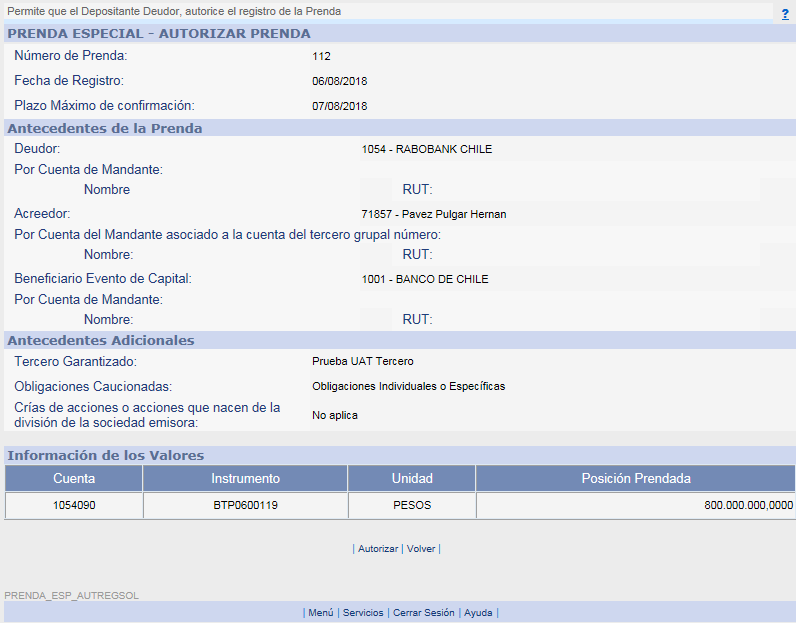 Permite que el Depositante Deudor, autorice el registro de la Prenda
?
PRENDA ESPECIAL - AUTORIZAR PRENDA
Número de Prenda: 112
Fecha de Registro: 06/08/2018
Plazo Máximo de confirmación: 07/08/2018
Antecedentes de la Prenda
Deudor: 1054 - RABOBANK CHILE
Por Cuenta de Mandante:
Nombre RUT:
Acreedor: 71857 - Pavez Pulgar Hernan
Por Cuenta del Mandante asociado a la cuenta del tercero grupal número:
Nombre: RUT:
Beneficiario Evento de Capital: 1001 - BANCO DE CHILE
Por Cuenta de Mandante:
Nombre: RUT:
Antecedentes Adicionales
Tercero Garantizado: Prueba UAT Tercero
Obligaciones Caucionadas: Obligaciones Individuales o Específicas
Crías de acciones o acciones que nacen de la
división de la sociedad emisora: No aplica
Información de los Valores
Cuenta Instrumento Unidad Posición Prendada
1054090 BTP0600119 PESOS 800.000.000,0000
| Autorizar | Volver |
PRENDA_ESP_AUTREGSOL
| Menú | Servicios | Cerrar Sesión | Ayuda |